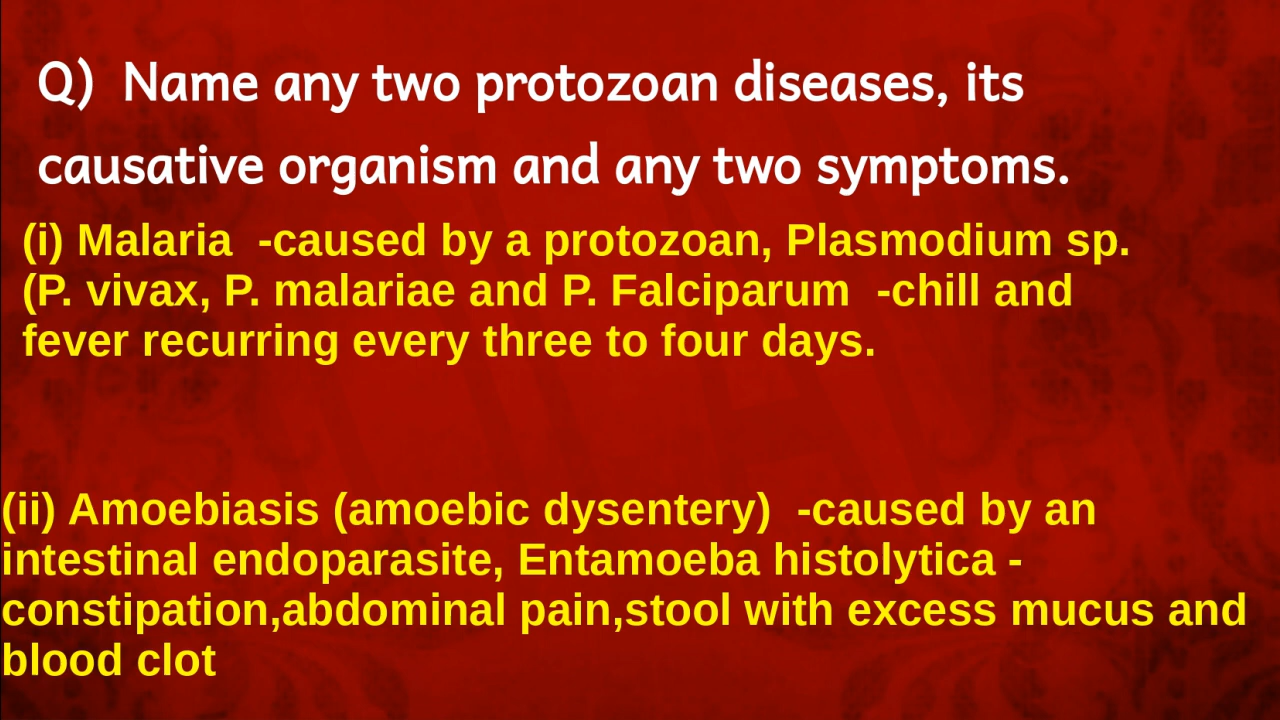 Q)  Name any two protozoan diseases, its
causative organism and any two symptoms.
(i) Malaria  -caused by a protozoan, Plasmodium sp.
(P. vivax, P. malariae and P. Falciparum  -chill and
fever recurring every three to four days.
(ii) Amoebiasis (amoebic dysentery)  -caused by an
intestinal endoparasite, Entamoeba histolytica -
constipation,abdominal pain,stool with excess mucus and
blood clot